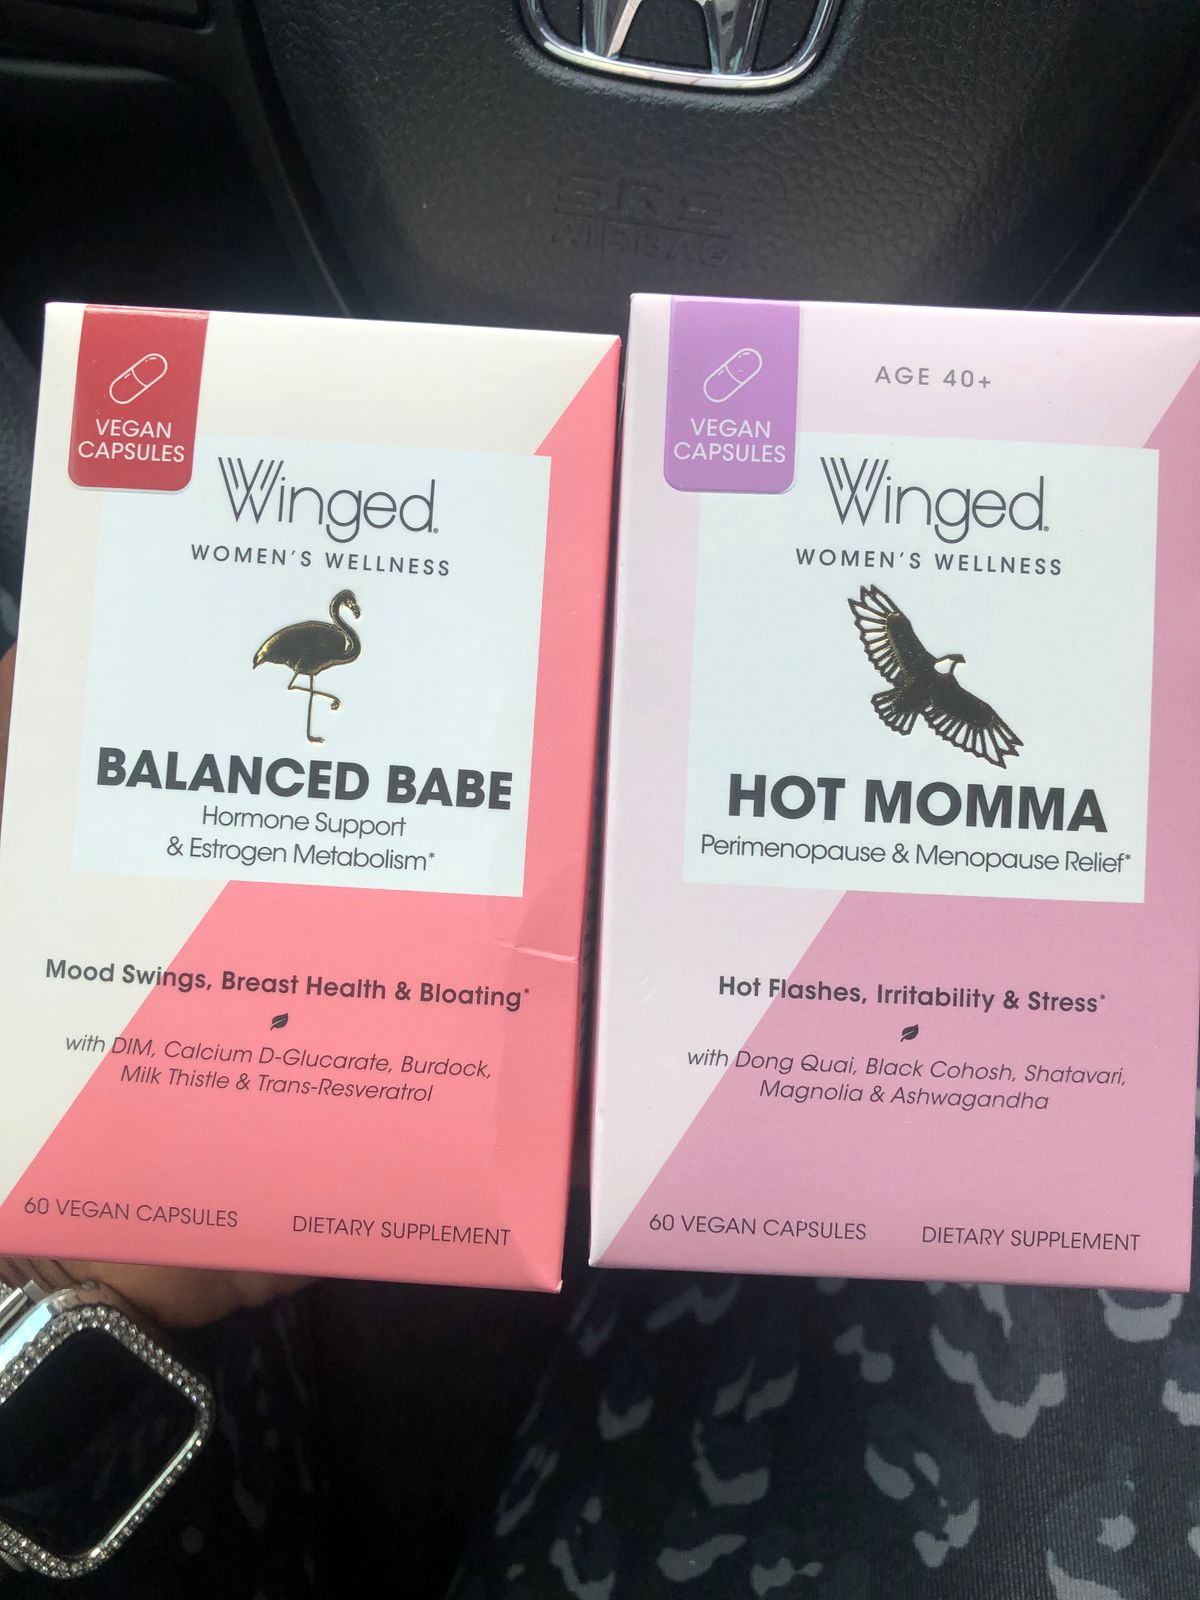 SRS
AIRBAG
VEGAN
CAPSULES
Winged®
WOMEN'S WELLNESS
BALANCED BABE
Hormone Support
& Estrogen Metabolism*
Mood Swings, Breast Health & Bloating*
with DIM, Calcium D-Glucarate, Burdock,
Milk Thistle & Trans-Resveratrol
60 VEGAN CAPSULES
DIETARY SUPPLEMENT
VEGAN
CAPSULES
AGE 40+
Winged®
WOMEN'S WELLNESS
HOT MOMMA
Perimenopause & Menopause Relief*
Hot Flashes, Irritability & Stress*
with Dong Quai, Black Cohosh, Shatavari,
Magnolia & Ashwagandha
60 VEGAN CAPSULES
DIETARY SUPPLEMENT